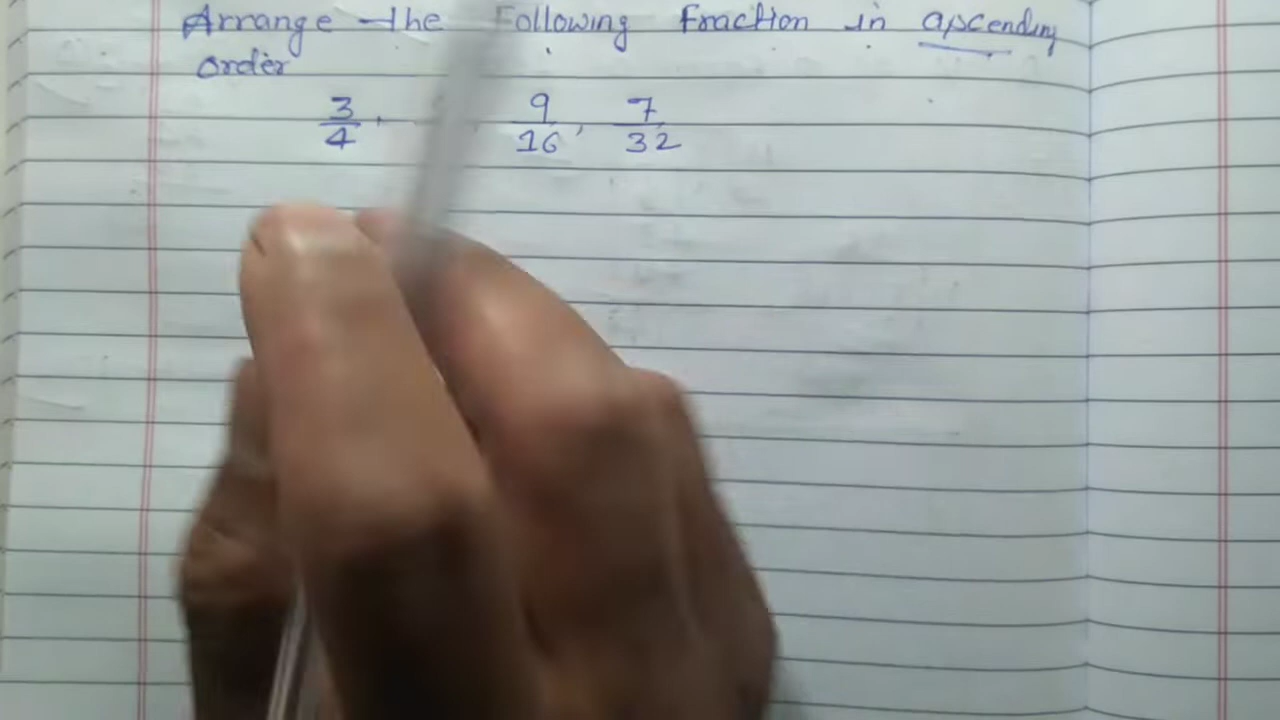 Arrange the Following Fraction in ascending
order
3/4, 9/16, 7/32